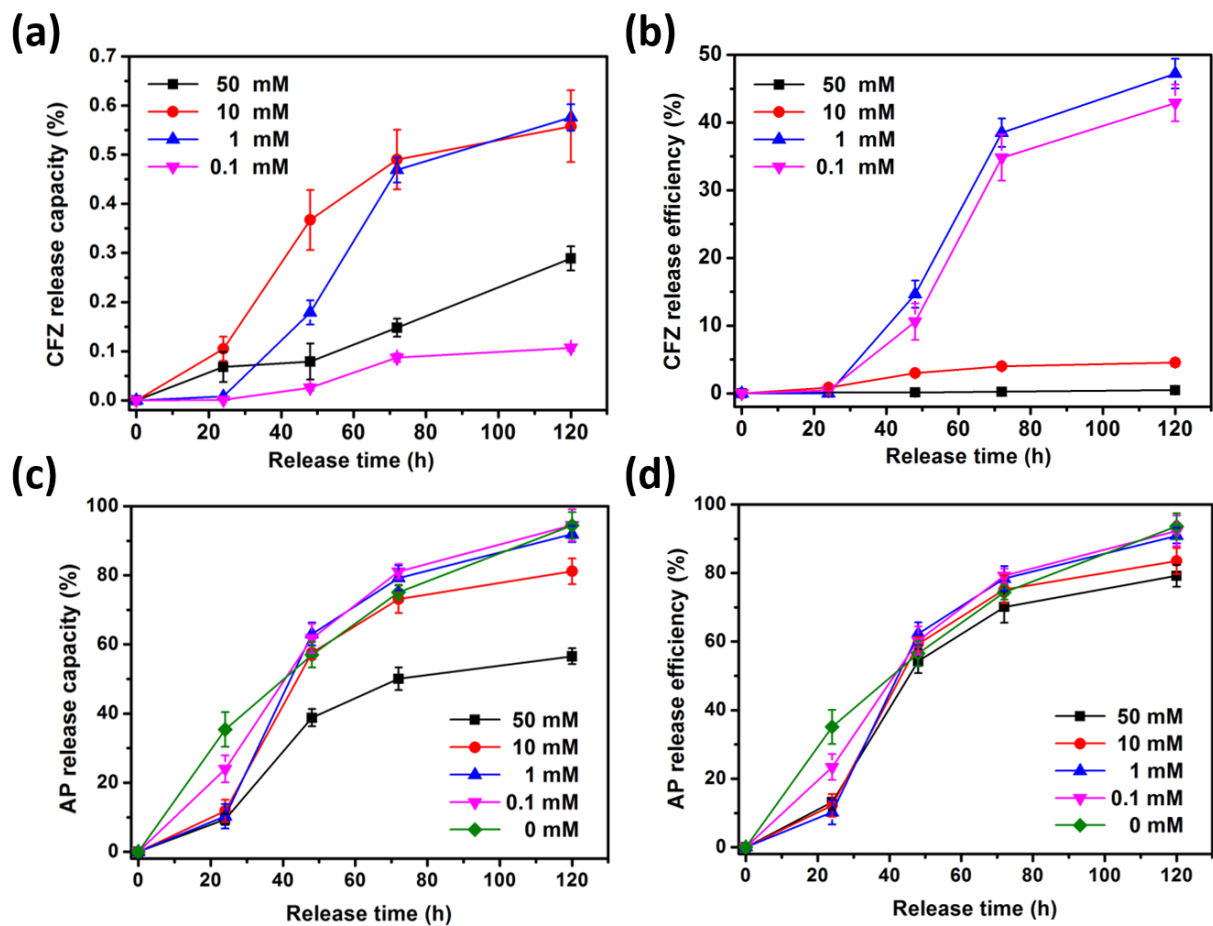 (a)
0.7
0.6
0.5
0.4
0.3
0.2
0.1
0.0
CFZ release capacity (%)
50 mM
10 mM
1 mM
0.1 mM
0 20 40 60 80 100 120
Release time (h)
(b)
50
40
30
20
10
0
CFZ release efficiency (%)
50 mM
10 mM
1 mM
0.1 mM
0 20 40 60 80 100 120
Release time (h)
(c)
100
80
60
40
20
0
AP release capacity (%)
50 mM
10 mM
1 mM
0.1 mM
0 mM
0 20 40 60 80 100 120
Release time (h)
(d)
100
80
60
40
20
0
AP release efficiency (%)
50 mM
10 mM
1 mM
0.1 mM
0 mM
0 20 40 60 80 100 120
Release time (h)